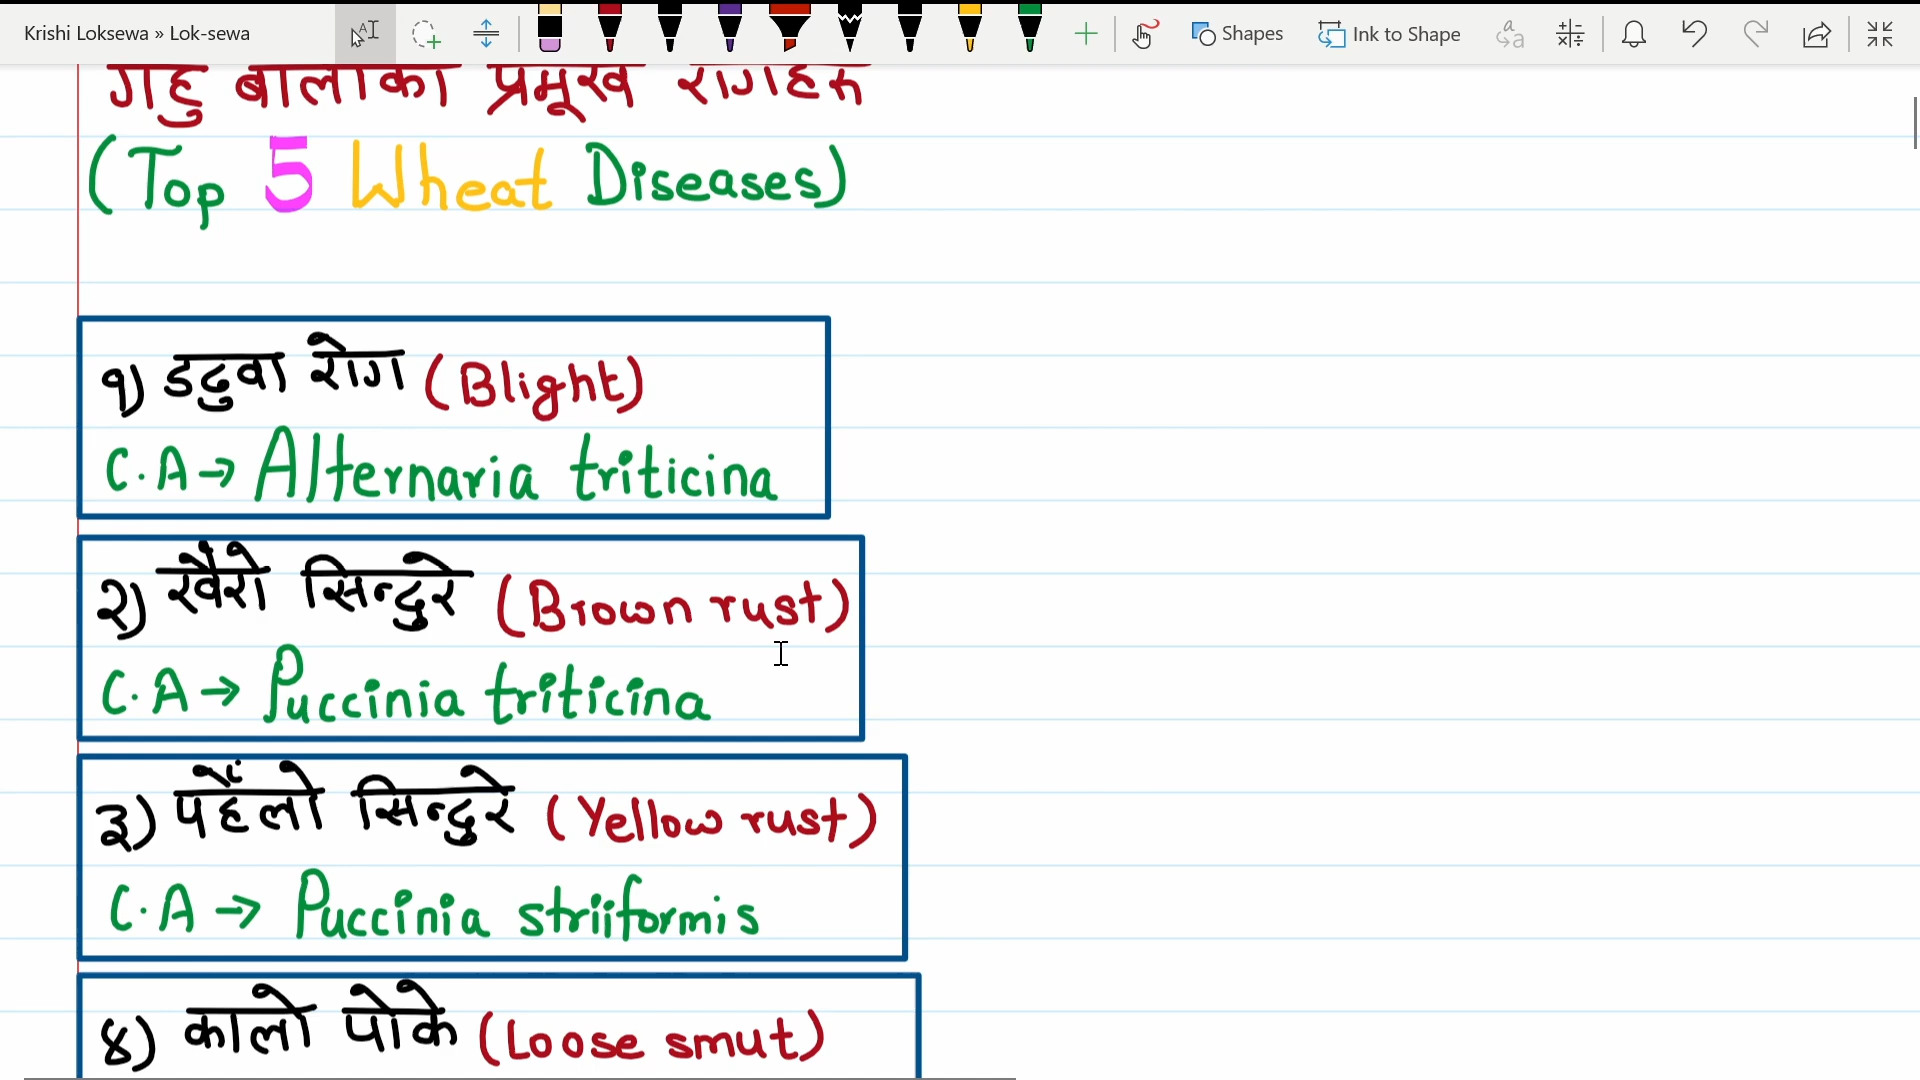 Krishi Loksewa » Lok-sewa
Shapes
Ink to Shape
गहु बालीका प्रमूख रोगहरु
(Top 5 Wheat Diseases)
१) डढुवा रोग (Blight)
C.A → Alternaria triticina
२) खैरो सिन्दुरे (Brown rust)
C.A → Puccinia triticina
३) पहेंलो सिन्दुरे (Yellow rust)
C.A → Puccinia striiformis
४) कालो पोके (Loose smut)